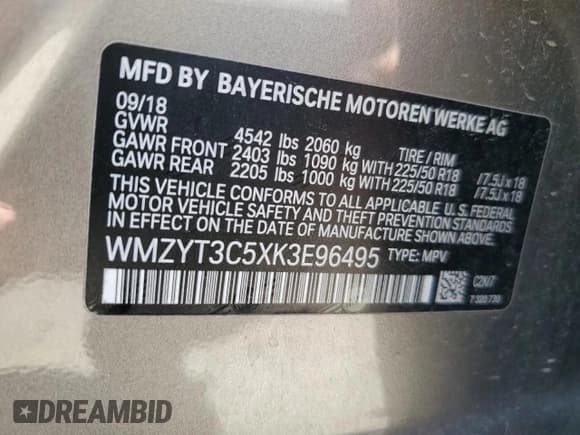 MFD BY BAYERISCHE MOTOREN WERKE AG
09/18
GVWR 4542 lbs 2060 kg TIRE / RIM
GAWR FRONT 2403 lbs 1090 kg WITH 225/50 R18 /7.5J x 18
GAWR REAR 2205 lbs 1000 kg WITH 225/50 R18 /7.5J x 18
THIS VEHICLE CONFORMS TO ALL APPLICABLE U. S. FEDERAL
MOTOR VEHICLE SAFETY AND THEFT PREVENTION STANDARDS
IN EFFECT ON THE DATE OF MANUFACTURE SHOWN ABOVE.
WMZYT3C5XK3E96495 TYPE: MPV
C2N7
DREAMBID